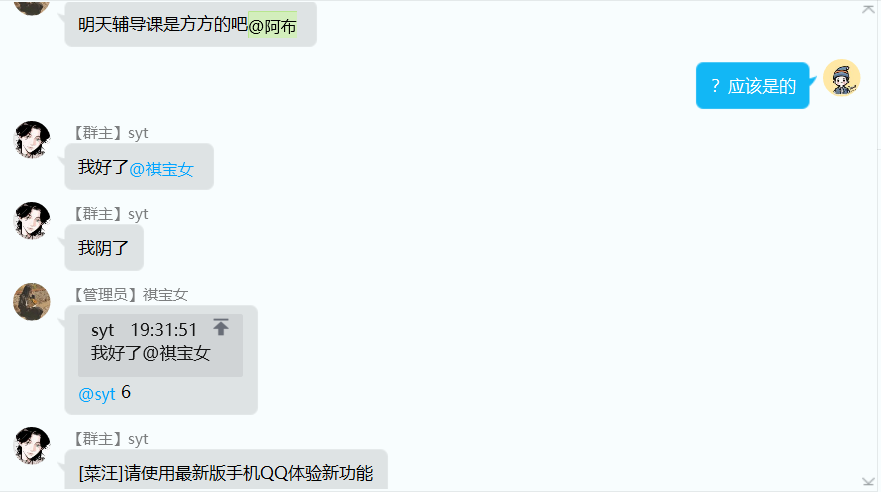 明天辅导课是方方的吧@阿布
？应该是的
【群主】syt
我好了@祺宝女
【群主】syt
我阴了
【管理员】祺宝女
syt 19:31:51
我好了@祺宝女
@syt 6
【群主】syt
[菜汪]请使用最新版手机QQ体验新功能